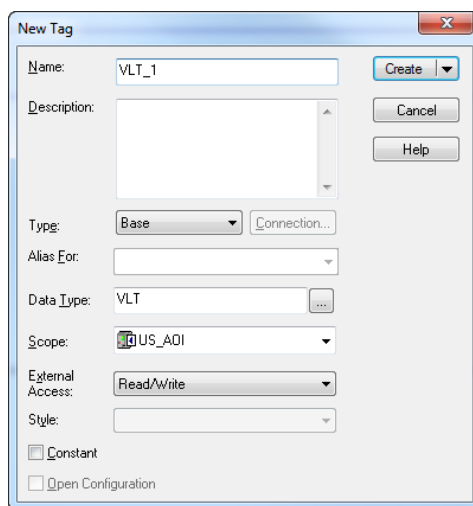 New Tag
Name: VLT_1 Create
Description: Cancel
Help
Type: Base Connection...
Alias For:
Data Type: VLT ...
Scope: US_AOI
External
Access: Read/Write
Style:
Constant
Open Configuration